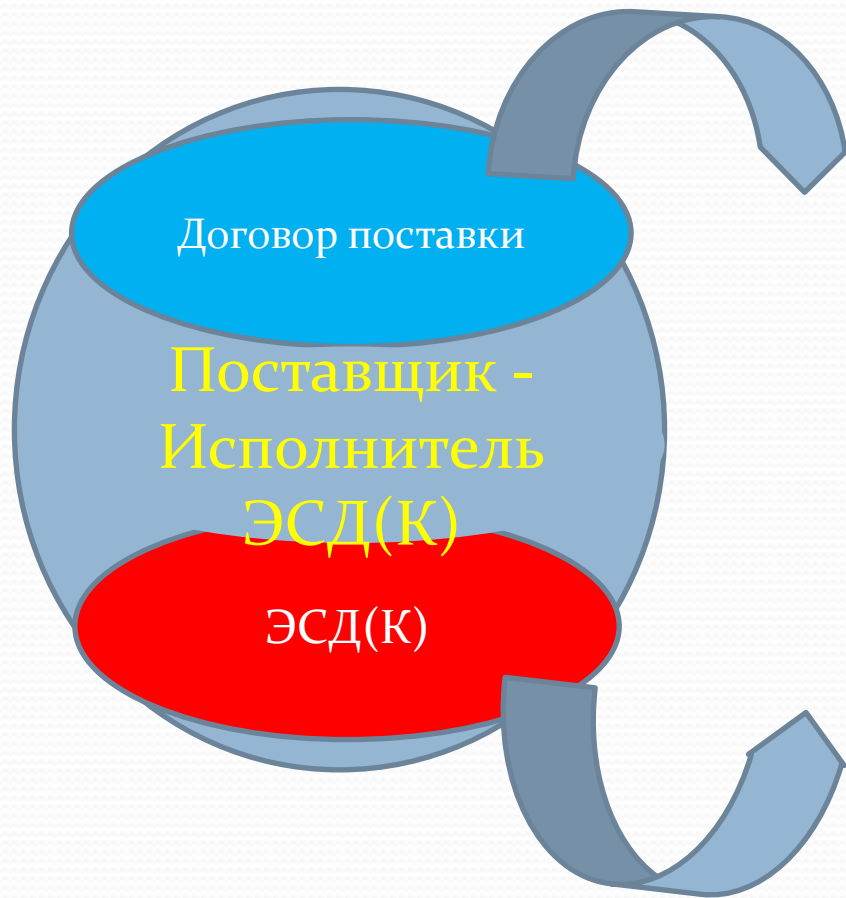 Договор поставки
Поставщик -
Исполнитель
ЭСД(К)
ЭСД(К)